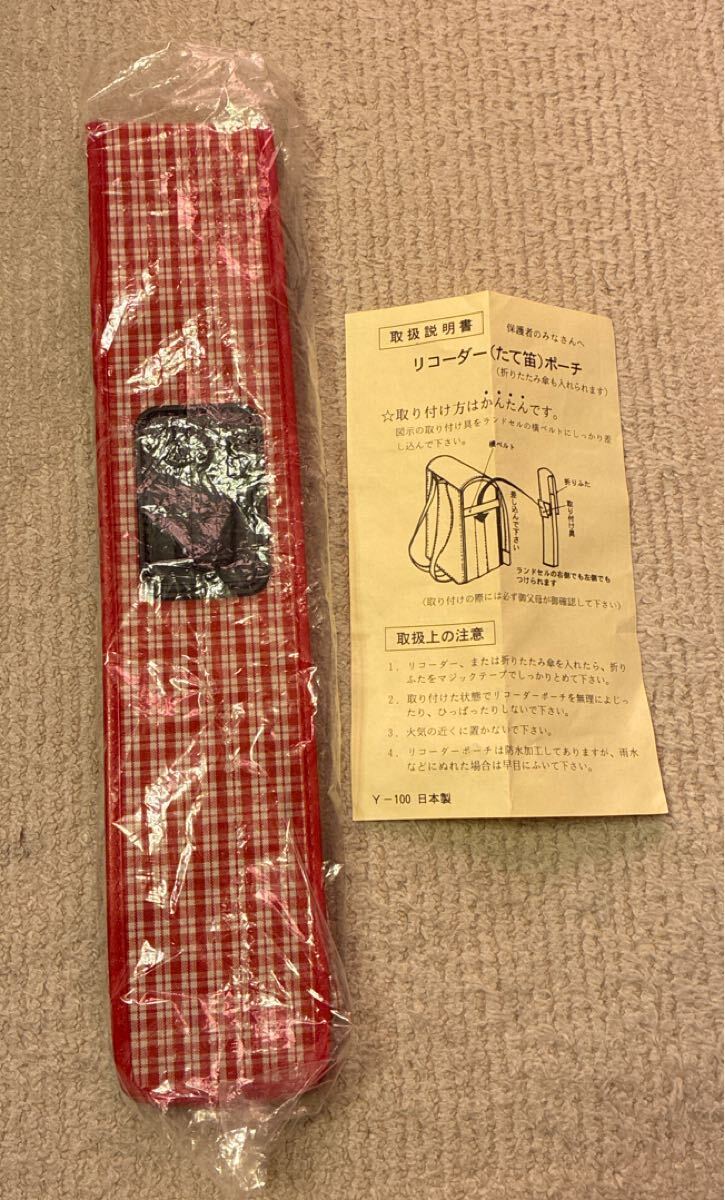 取扱説明書
保護者のみなさんへ
リコーダー(たて笛)ポーチ
(折りたたみ傘も入れられます)
☆取り付け方はかんたんです。
図示の取り付け具をランドセルの横ベルトにしっかり差
し込んで下さい。
横ベルト
差し込んで下さい
折りふた
取り付け具
ランドセルの右側でも左側でも
つけられます
(取り付けの際には必ず御父母が御確認して下さい)
取扱上の注意
1. リコーダー、または折りたたみ傘を入れたら、折り
ふたをマジックテープでしっかりとめて下さい。
2. 取り付けた状態でリコーダーポーチを無理によじっ
たり、ひっぱったりしないで下さい。
3. 火気の近くに置かないで下さい。
4. リコーダーポーチは防水加工してありますが、雨水
などにぬれた場合は早目にふいて下さい。
Y-100 日本製